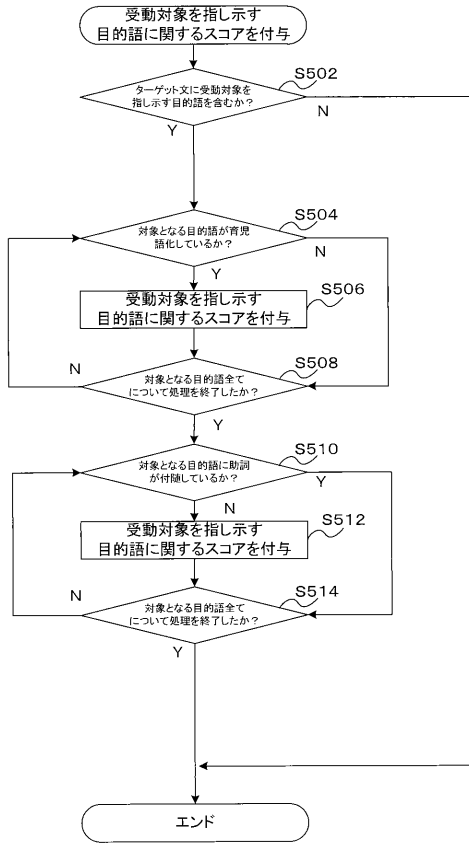 受動対象を指し示す
目的語に関するスコアを付与
S502
ターゲット文に受動対象を
指し示す目的語を含むか?
N
Y
S504
対象となる目的語が育児
語化しているか?
N
Y
S506
受動対象を指し示す
目的語に関するスコアを付与
S508
N
対象となる目的語全て
について処理を終了したか?
Y
S510
対象となる目的語に助詞
が付随しているか?
Y
N
S512
受動対象を指し示す
目的語に関するスコアを付与
S514
N
対象となる目的語全て
について処理を終了したか?
Y
エンド